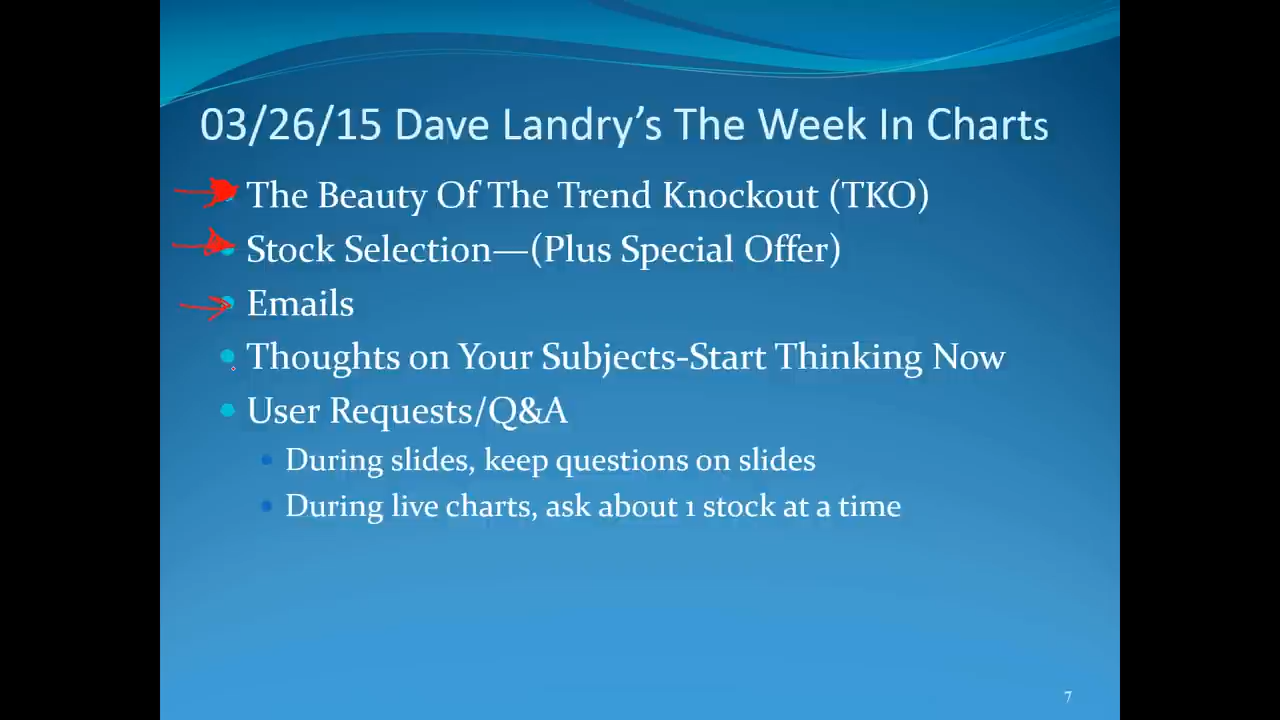 03/26/15 Dave Landry's The Week In Charts
The Beauty Of The Trend Knockout (TKO)
Stock Selection—(Plus Special Offer)
Emails
Thoughts on Your Subjects-Start Thinking Now
User Requests/Q&A
During slides, keep questions on slides
During live charts, ask about 1 stock at a time
7